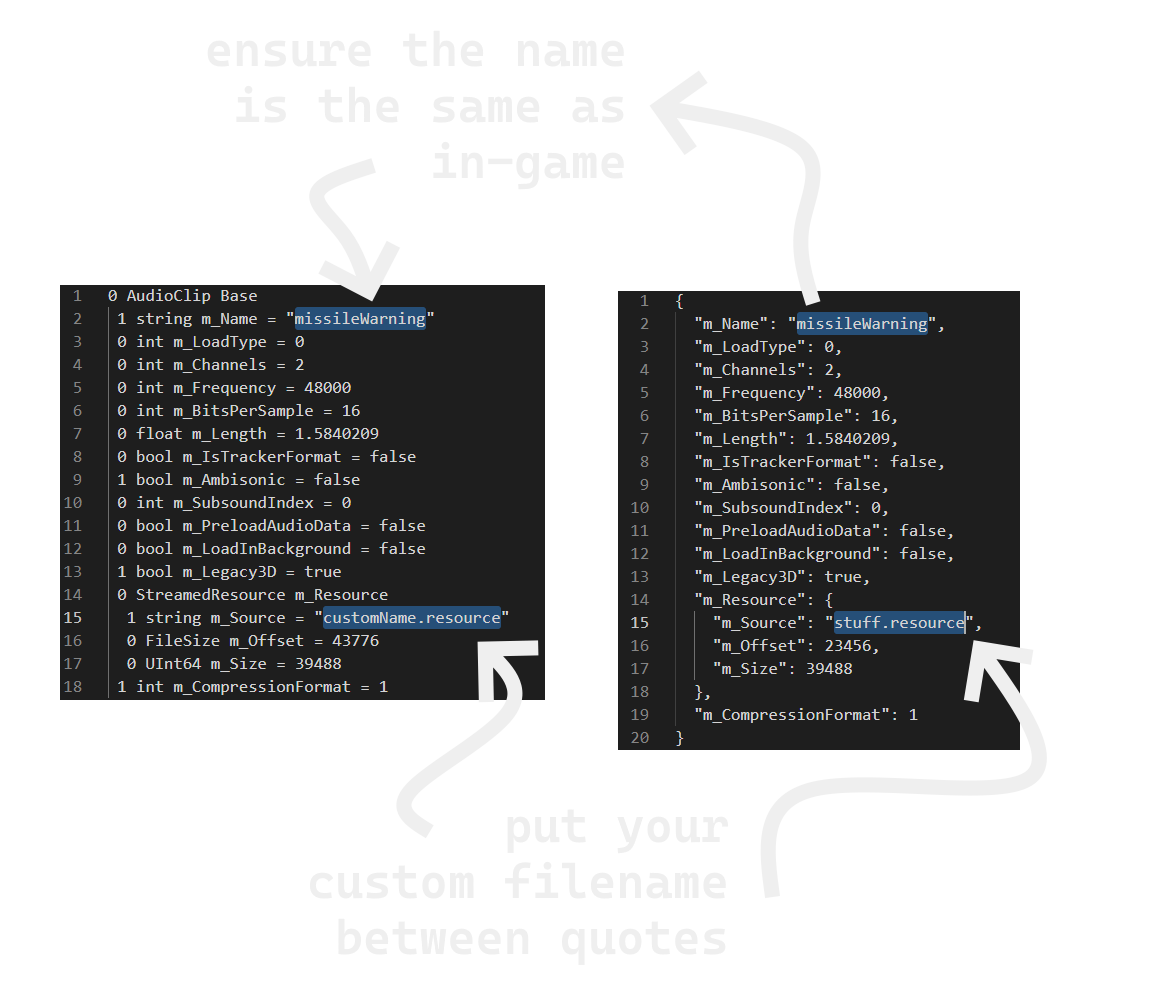 ensure the name
is the same as
in-game
1 0 AudioClip Base
2 1 string m_Name = "missileWarning"
3 0 int m_LoadType = 0
4 0 int m_Channels = 2
5 0 int m_Frequency = 48000
6 0 int m_BitsPerSample = 16
7 0 float m_Length = 1.5840209
8 0 bool m_IsTrackerFormat = false
9 1 bool m_Ambisonic = false
10 0 int m_SubsoundIndex = 0
11 0 bool m_PreloadAudioData = false
12 0 bool m_LoadInBackground = false
13 1 bool m_Legacy3D = true
14 0 StreamedResource m_Resource
15 1 string m_Source = "customName.resource"
16 0 FileSize m_Offset = 43776
17 0 UInt64 m_Size = 39488
18 1 int m_CompressionFormat = 1
1 {
2 "m_Name": "missileWarning",
3 "m_LoadType": 0,
4 "m_Channels": 2,
5 "m_Frequency": 48000,
6 "m_BitsPerSample": 16,
7 "m_Length": 1.5840209,
8 "m_IsTrackerFormat": false,
9 "m_Ambisonic": false,
10 "m_SubsoundIndex": 0,
11 "m_PreloadAudioData": false,
12 "m_LoadInBackground": false,
13 "m_Legacy3D": true,
14 "m_Resource": {
15 "m_Source": "stuff.resource",
16 "m_Offset": 23456,
17 "m_Size": 39488
18 },
19 "m_CompressionFormat": 1
20 }
put your
custom filename
between quotes